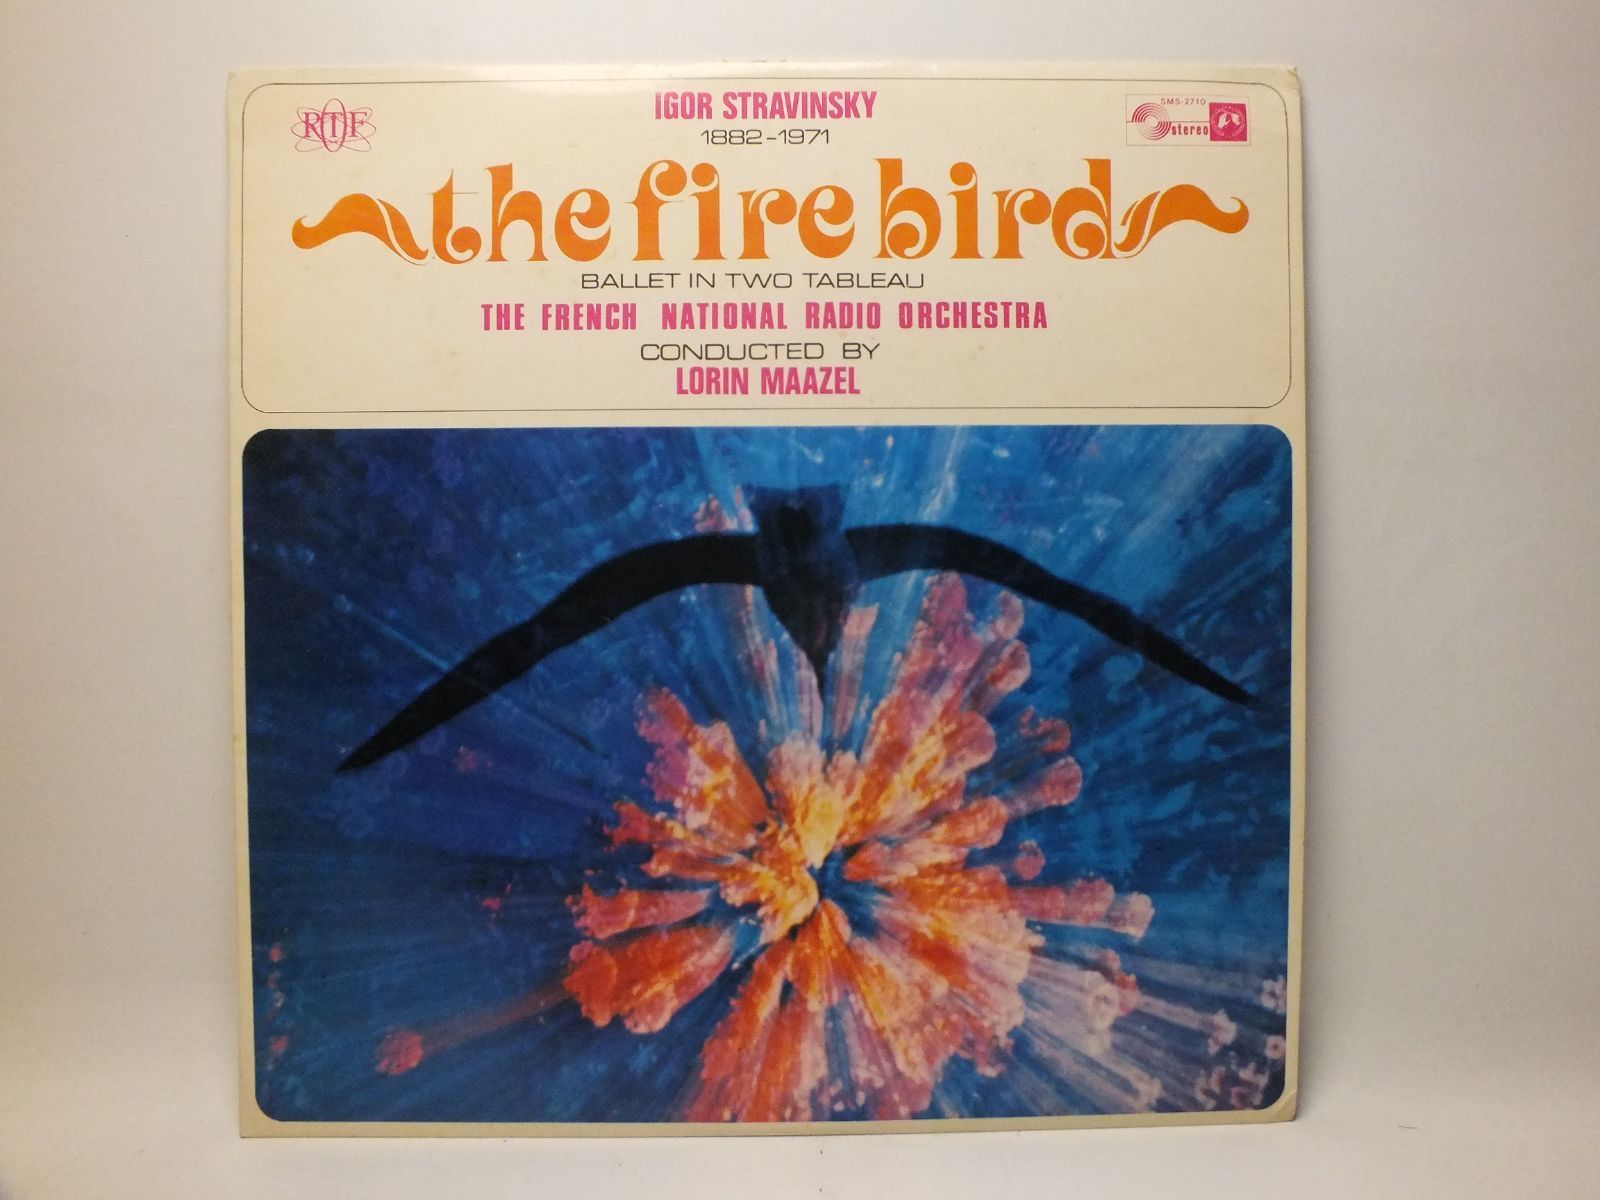 IGOR STRAVINSKY
RTF
SMS-2710
stereo
1882-1971
the fire bird
BALLET IN TWO TABLEAU
THE FRENCH NATIONAL RADIO ORCHESTRA
CONDUCTED BY
LORIN MAAZEL